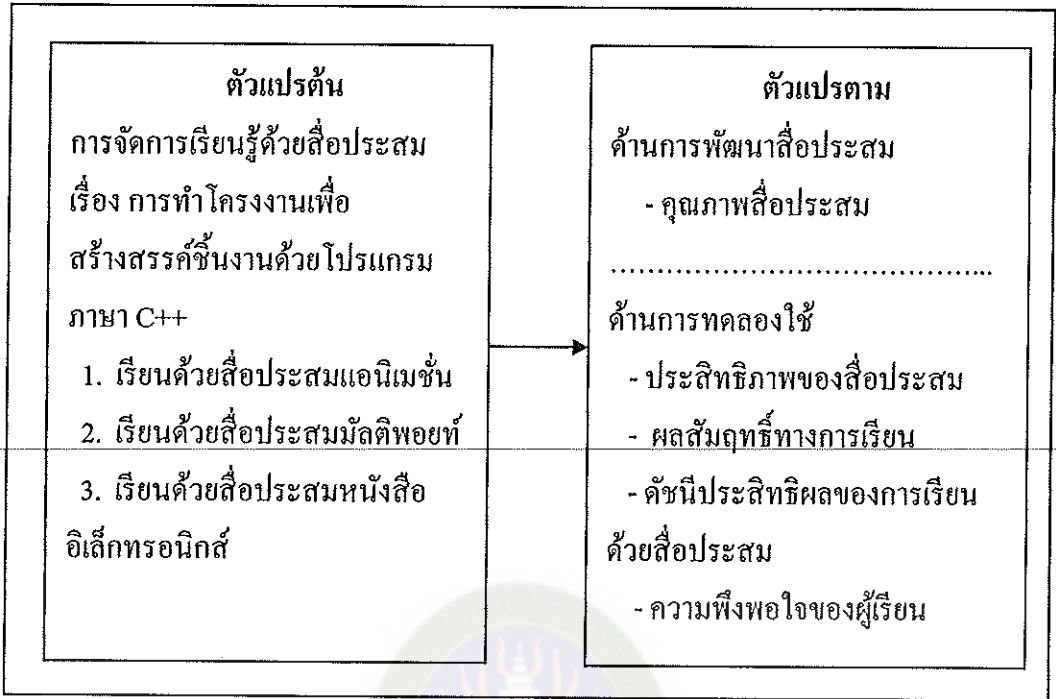 ตัวแปรต้น
การจัดการเรียนรู้ด้วยสื่อประสม
เรื่อง การทำโครงงานเพื่อ
สร้างสรรค์ชิ้นงานด้วยโปรแกรม
ภาษา C++
1. เรียนด้วยสื่อประสมแอนิเมชั่น
2. เรียนด้วยสื่อประสมมัลติพอยท์
3. เรียนด้วยสื่อประสมหนังสือ
อิเล็กทรอนิกส์
ตัวแปรตาม
ด้านการพัฒนาสื่อประสม
- คุณภาพสื่อประสม
..........................................
ด้านการทดลองใช้
- ประสิทธิภาพของสื่อประสม
- ผลสัมฤทธิ์ทางการเรียน
- ดัชนีประสิทธิผลของการเรียน
ด้วยสื่อประสม
- ความพึงพอใจของผู้เรียน